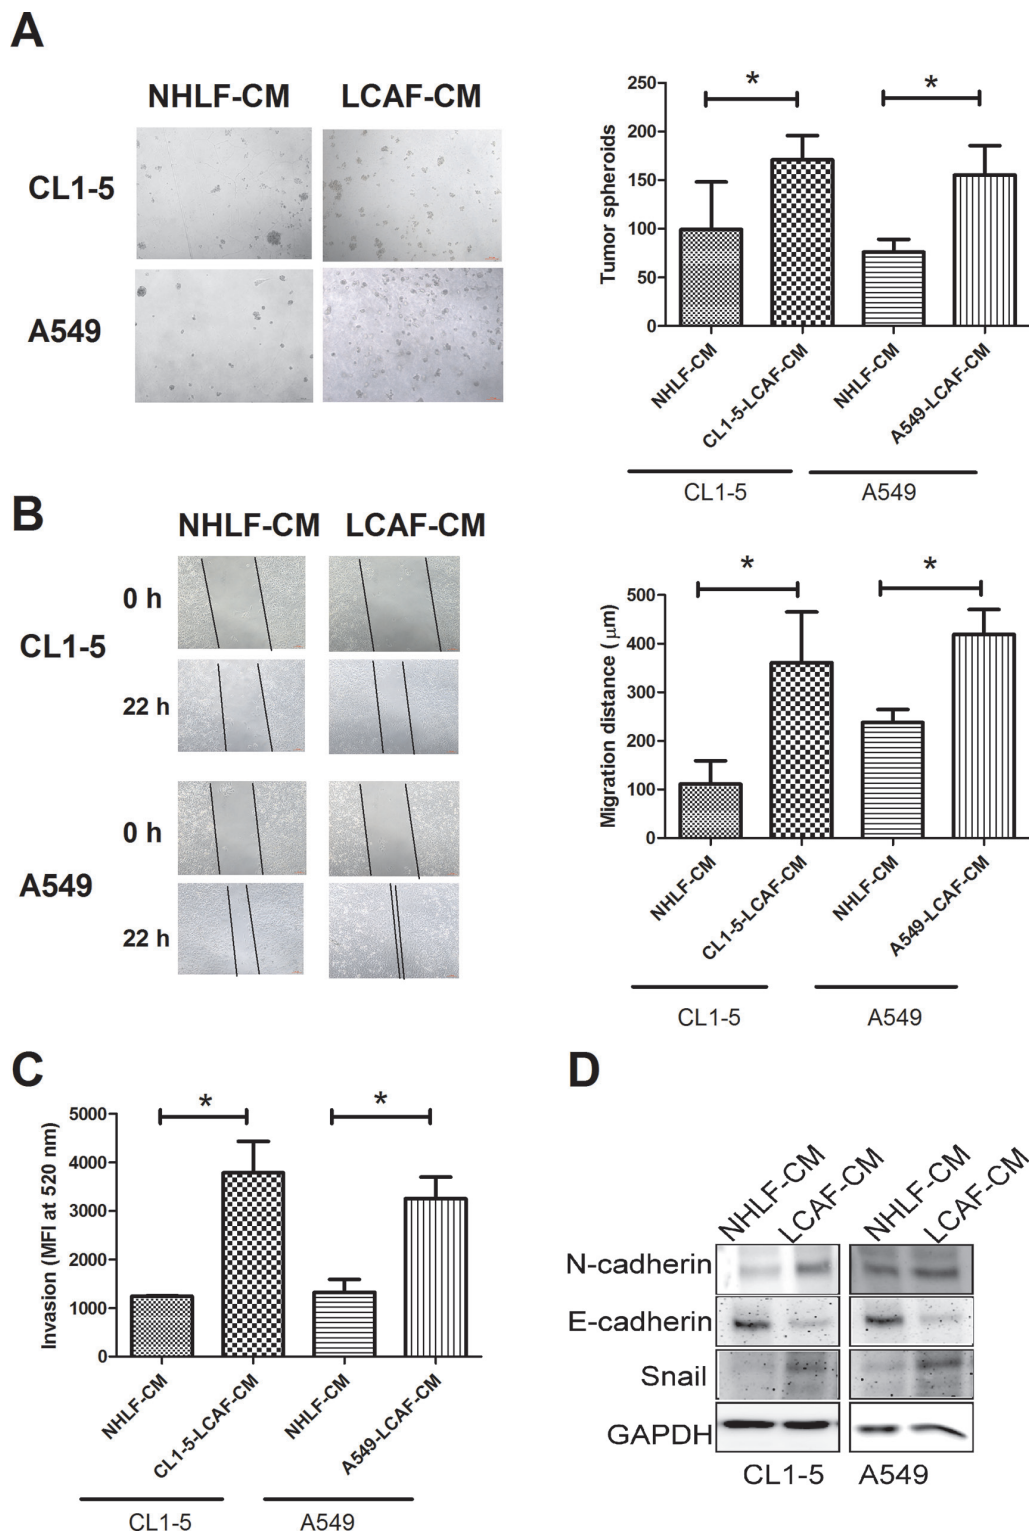 A
NHLF-CM LCAF-CM
CL1-5
A549
Tumor spheroids
250
200
150
100
50
0
*
*
NHLF-CM
CL1-5-LCAF-CM
NHLF-CM
A549-LCAF-CM
CL1-5
A549
B
NHLF-CM LCAF-CM
0 h
CL1-5
22 h
0 h
A549
22 h
Migration distance (μm)
500
400
300
200
100
0
*
*
NHLF-CM
CL1-5-LCAF-CM
NHLF-CM
A549-LCAF-CM
CL1-5
A549
C
Invasion (MFI at 520 nm)
5000
4000
3000
2000
1000
0
*
*
NHLF-CM
CL1-5-LCAF-CM
NHLF-CM
A549-LCAF-CM
CL1-5
A549
D
NHLF-CM
LCAF-CM
NHLF-CM
LCAF-CM
N-cadherin
E-cadherin
Snail
GAPDH
CL1-5 A549